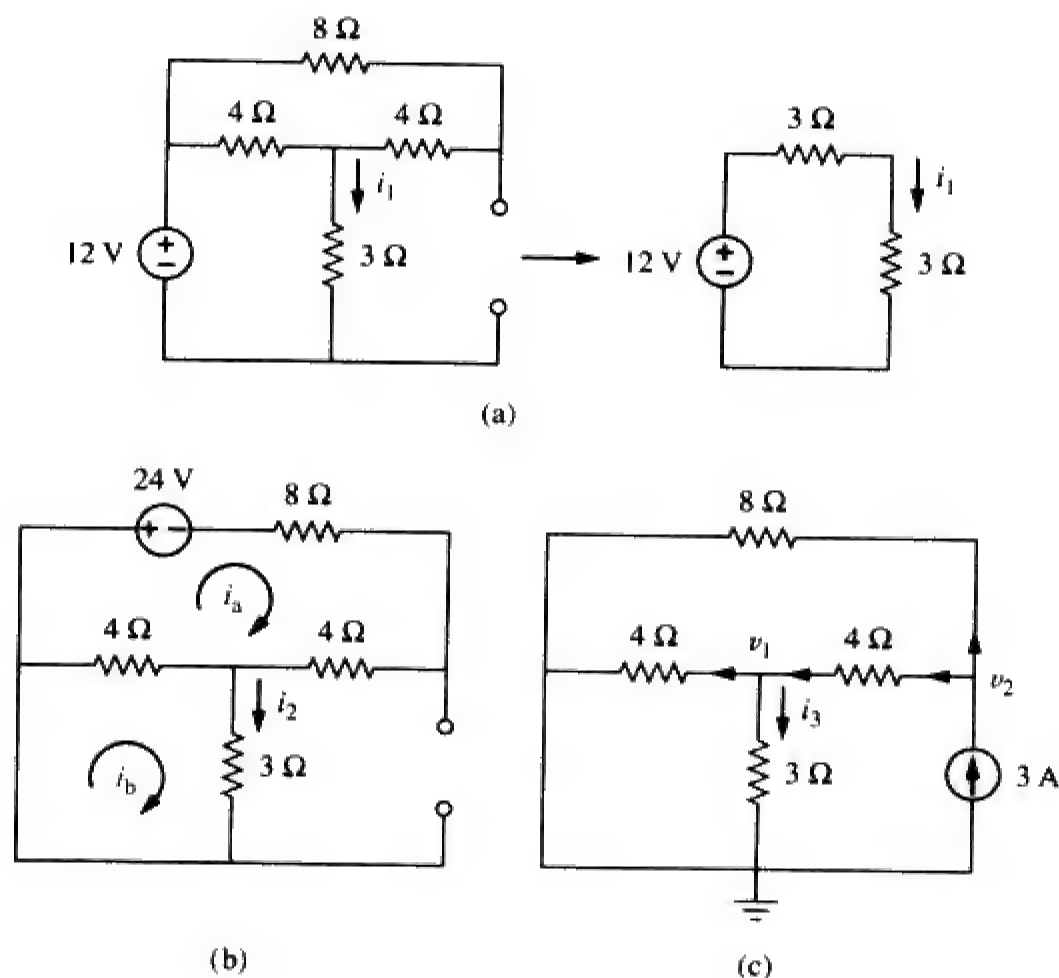 8 Ω
4 Ω 4 Ω
3 Ω
i₁
i₁
12 V + − 3 Ω
12 V + − 3 Ω
(a)
24 V
+ −
8 Ω
8 Ω
iₐ
4 Ω 4 Ω
4 Ω v₁ 4 Ω
v₂
i₂
i₃
i_b
3 Ω
3 Ω
3 A
(b)
(c)